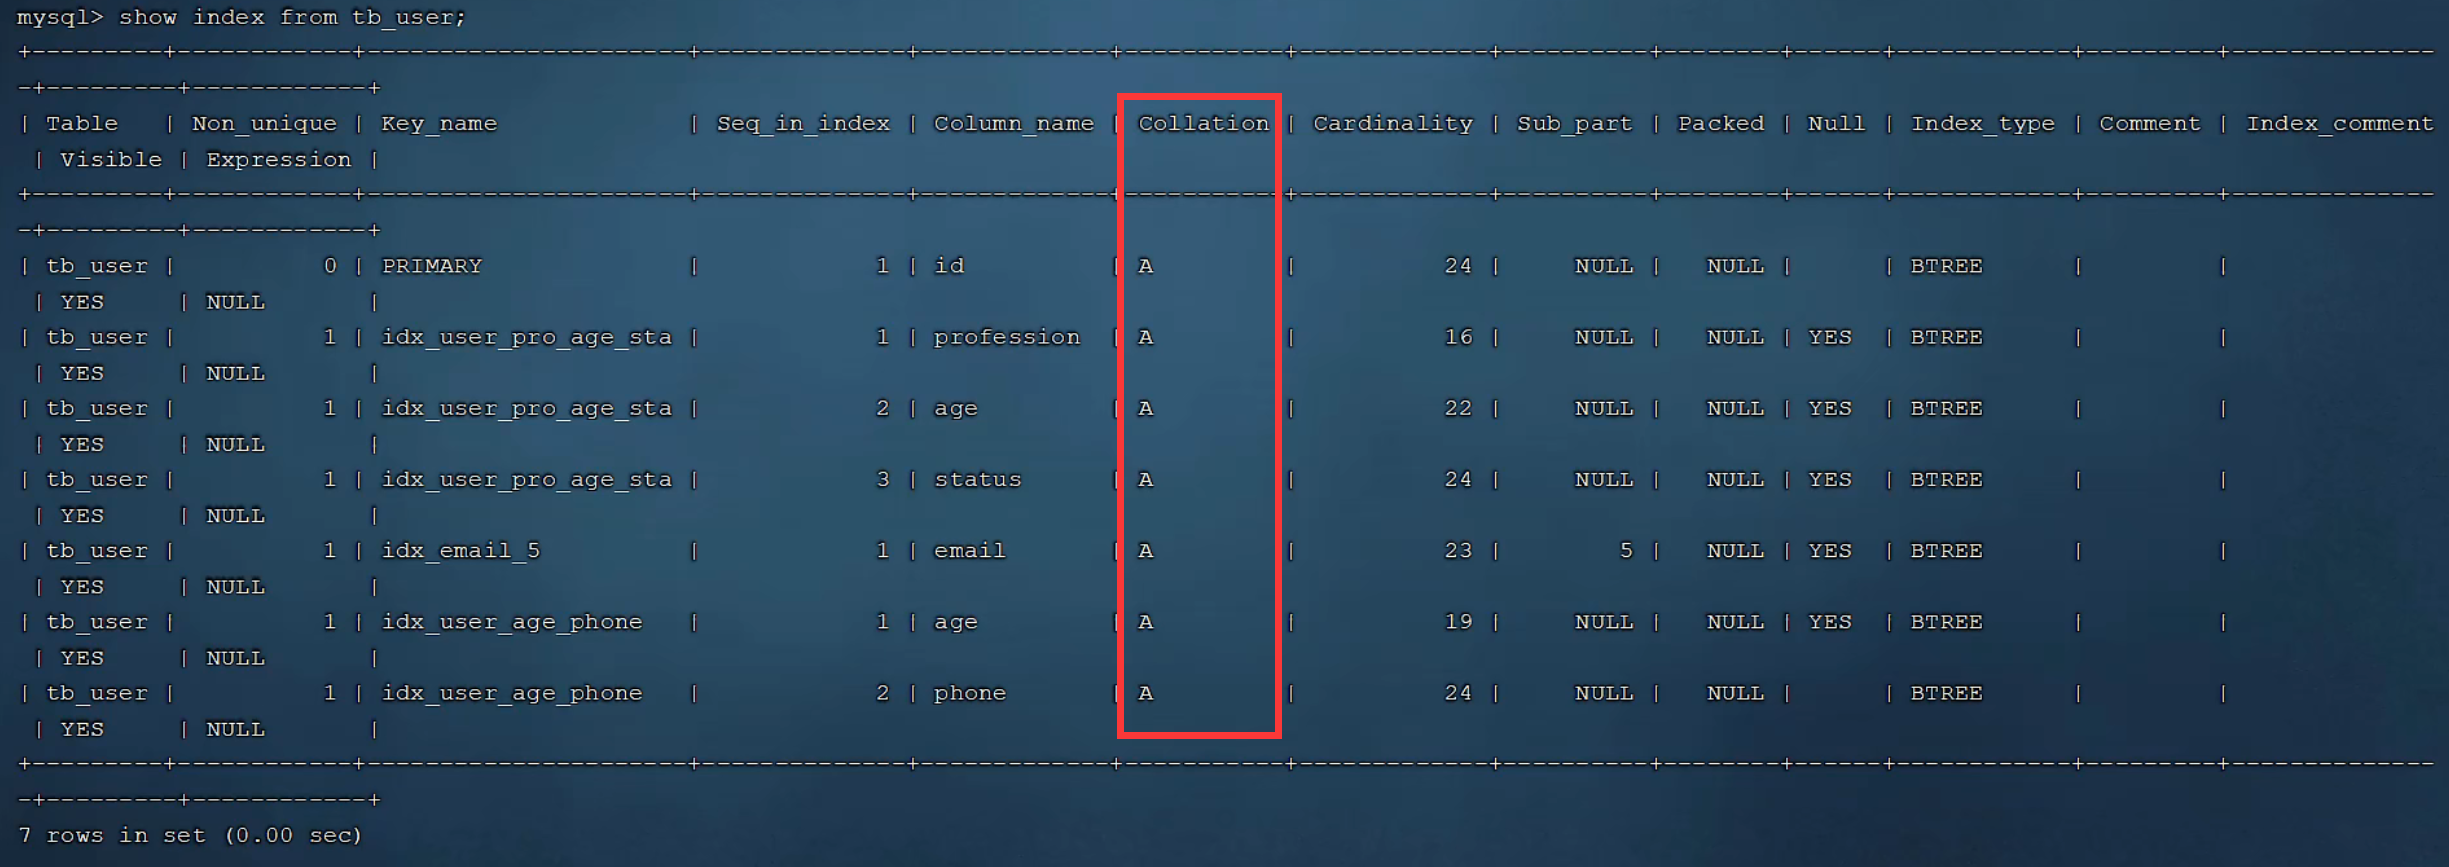 mysql> show index from tb_user;
+---------+------------+----------------------+--------------+-------------+-----------+-------------+----------+--------+------+------------+---------+--------------
-+---------+------------+
| Table   | Non_unique | Key_name             | Seq_in_index | Column_name | Collation | Cardinality | Sub_part | Packed | Null | Index_type | Comment | Index_comment
 | Visible | Expression |
+---------+------------+----------------------+--------------+-------------+-----------+-------------+----------+--------+------+------------+---------+--------------
-+---------+------------+
| tb_user |          0 | PRIMARY              |            1 | id          | A         |          24 |     NULL |   NULL |      | BTREE      |         |
 | YES     | NULL       |
| tb_user |          1 | idx_user_pro_age_sta |            1 | profession  | A         |          16 |     NULL |   NULL | YES  | BTREE      |         |
 | YES     | NULL       |
| tb_user |          1 | idx_user_pro_age_sta |            2 | age         | A         |          22 |     NULL |   NULL | YES  | BTREE      |         |
 | YES     | NULL       |
| tb_user |          1 | idx_user_pro_age_sta |            3 | status      | A         |          24 |     NULL |   NULL | YES  | BTREE      |         |
 | YES     | NULL       |
| tb_user |          1 | idx_email_5          |            1 | email       | A         |          23 |        5 |   NULL | YES  | BTREE      |         |
 | YES     | NULL       |
| tb_user |          1 | idx_user_age_phone   |            1 | age         | A         |          19 |     NULL |   NULL | YES  | BTREE      |         |
 | YES     | NULL       |
| tb_user |          1 | idx_user_age_phone   |            2 | phone       | A         |          24 |     NULL |   NULL |      | BTREE      |         |
 | YES     | NULL       |
+---------+------------+----------------------+--------------+-------------+-----------+-------------+----------+--------+------+------------+---------+--------------
-+---------+------------+
7 rows in set (0.00 sec)